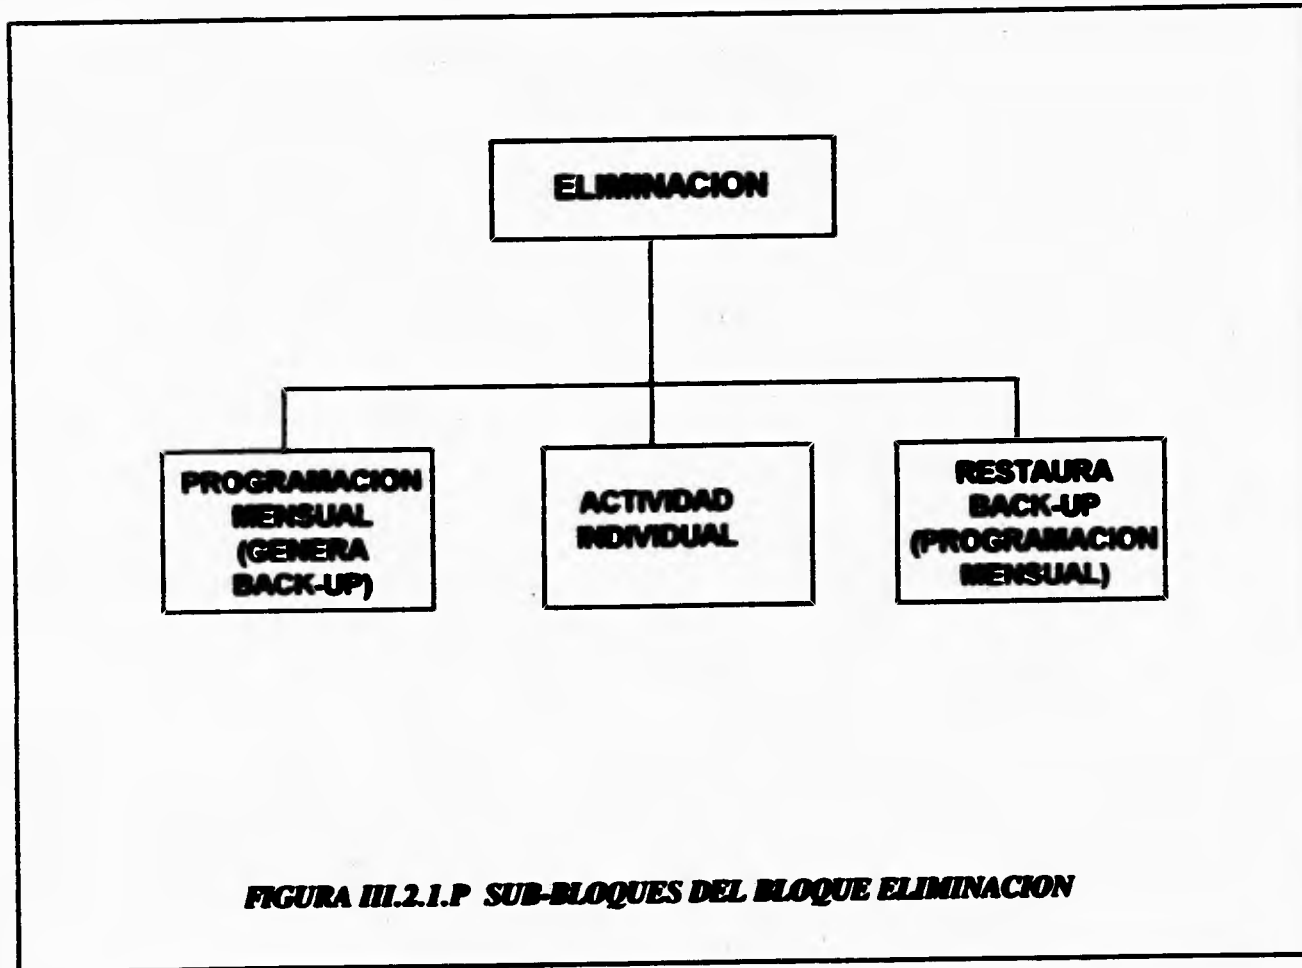 ELIMINACION
PROGRAMACION
MENSUAL
(GENERA
BACK-UP)
ACTIVIDAD
INDIVIDUAL
RESTAURA
BACK-UP
(PROGRAMACION
MENSUAL)
FIGURA III.2.1.P SUB-BLOQUES DEL BLOQUE ELIMINACION